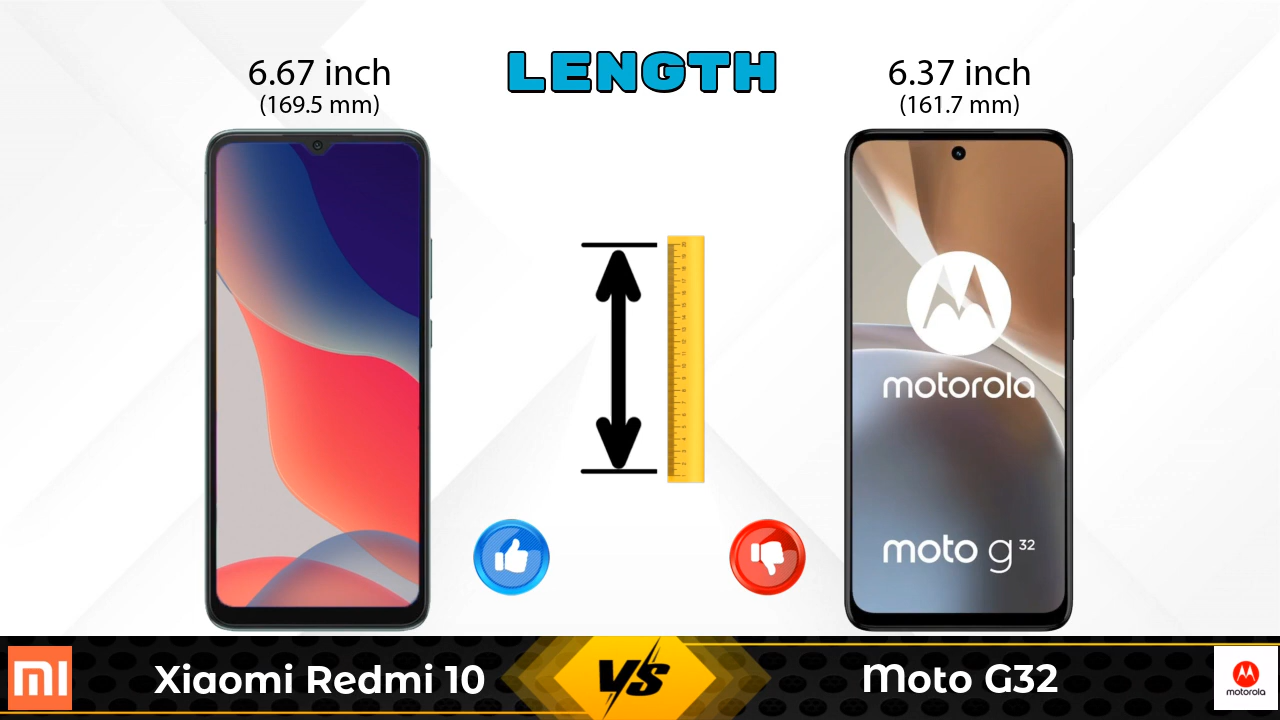 LENGTH
6.67 inch
(169.5 mm)
6.37 inch
(161.7 mm)
motorola
moto g 32
Xiaomi Redmi 10
VS
Moto G32
motorola